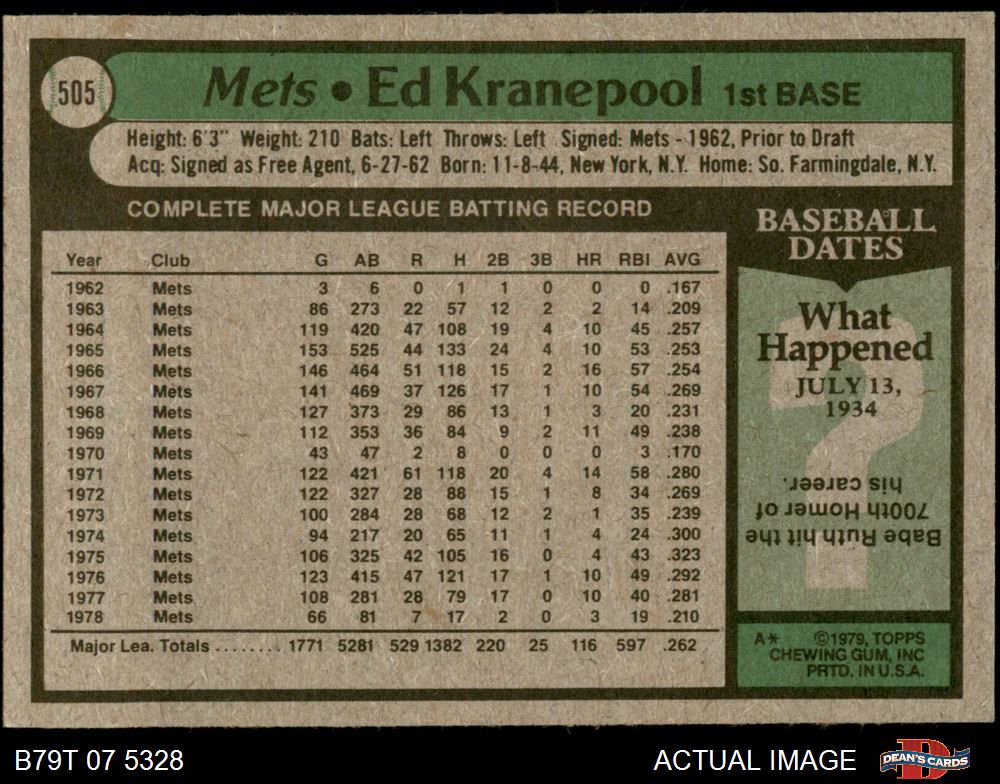 505
Mets • Ed Kranepool 1st BASE
Height: 6'3" Weight: 210 Bats: Left Throws: Left Signed: Mets - 1962, Prior to Draft
Acq: Signed as Free Agent, 6-27-62 Born: 11-8-44, New York, N.Y. Home: So. Farmingdale, N.Y.
COMPLETE MAJOR LEAGUE BATTING RECORD
Year Club G AB R H 2B 3B HR RBI AVG
1962 Mets 3 6 0 1 1 0 0 0 .167
1963 Mets 86 273 22 57 12 2 2 14 .209
1964 Mets 119 420 47 108 19 4 10 45 .257
1965 Mets 153 525 44 133 24 4 10 53 .253
1966 Mets 146 464 51 118 15 2 16 57 .254
1967 Mets 141 469 37 126 17 1 10 54 .269
1968 Mets 127 373 29 86 13 1 3 20 .231
1969 Mets 112 353 36 84 9 2 11 49 .238
1970 Mets 43 47 2 8 0 0 0 3 .170
1971 Mets 122 421 61 118 20 4 14 58 .280
1972 Mets 122 327 28 88 15 1 8 34 .269
1973 Mets 100 284 28 68 12 2 1 35 .239
1974 Mets 94 217 20 65 11 1 4 24 .300
1975 Mets 106 325 42 105 16 0 4 43 .323
1976 Mets 123 415 47 121 17 1 10 49 .292
1977 Mets 108 281 28 79 17 0 10 40 .281
1978 Mets 66 81 7 17 2 0 3 19 .210
Major Lea. Totals ........ 1771 5281 529 1382 220 25 116 597 .262
BASEBALL
DATES
What
Happened
JULY 13,
1934
?
Babe Ruth hit the
700th Homer of
his career.
A* ©1979, TOPPS
CHEWING GUM, INC
PRTD. IN U.S.A.
B79T 07 5328
ACTUAL IMAGE
D
DEAN'S CARDS